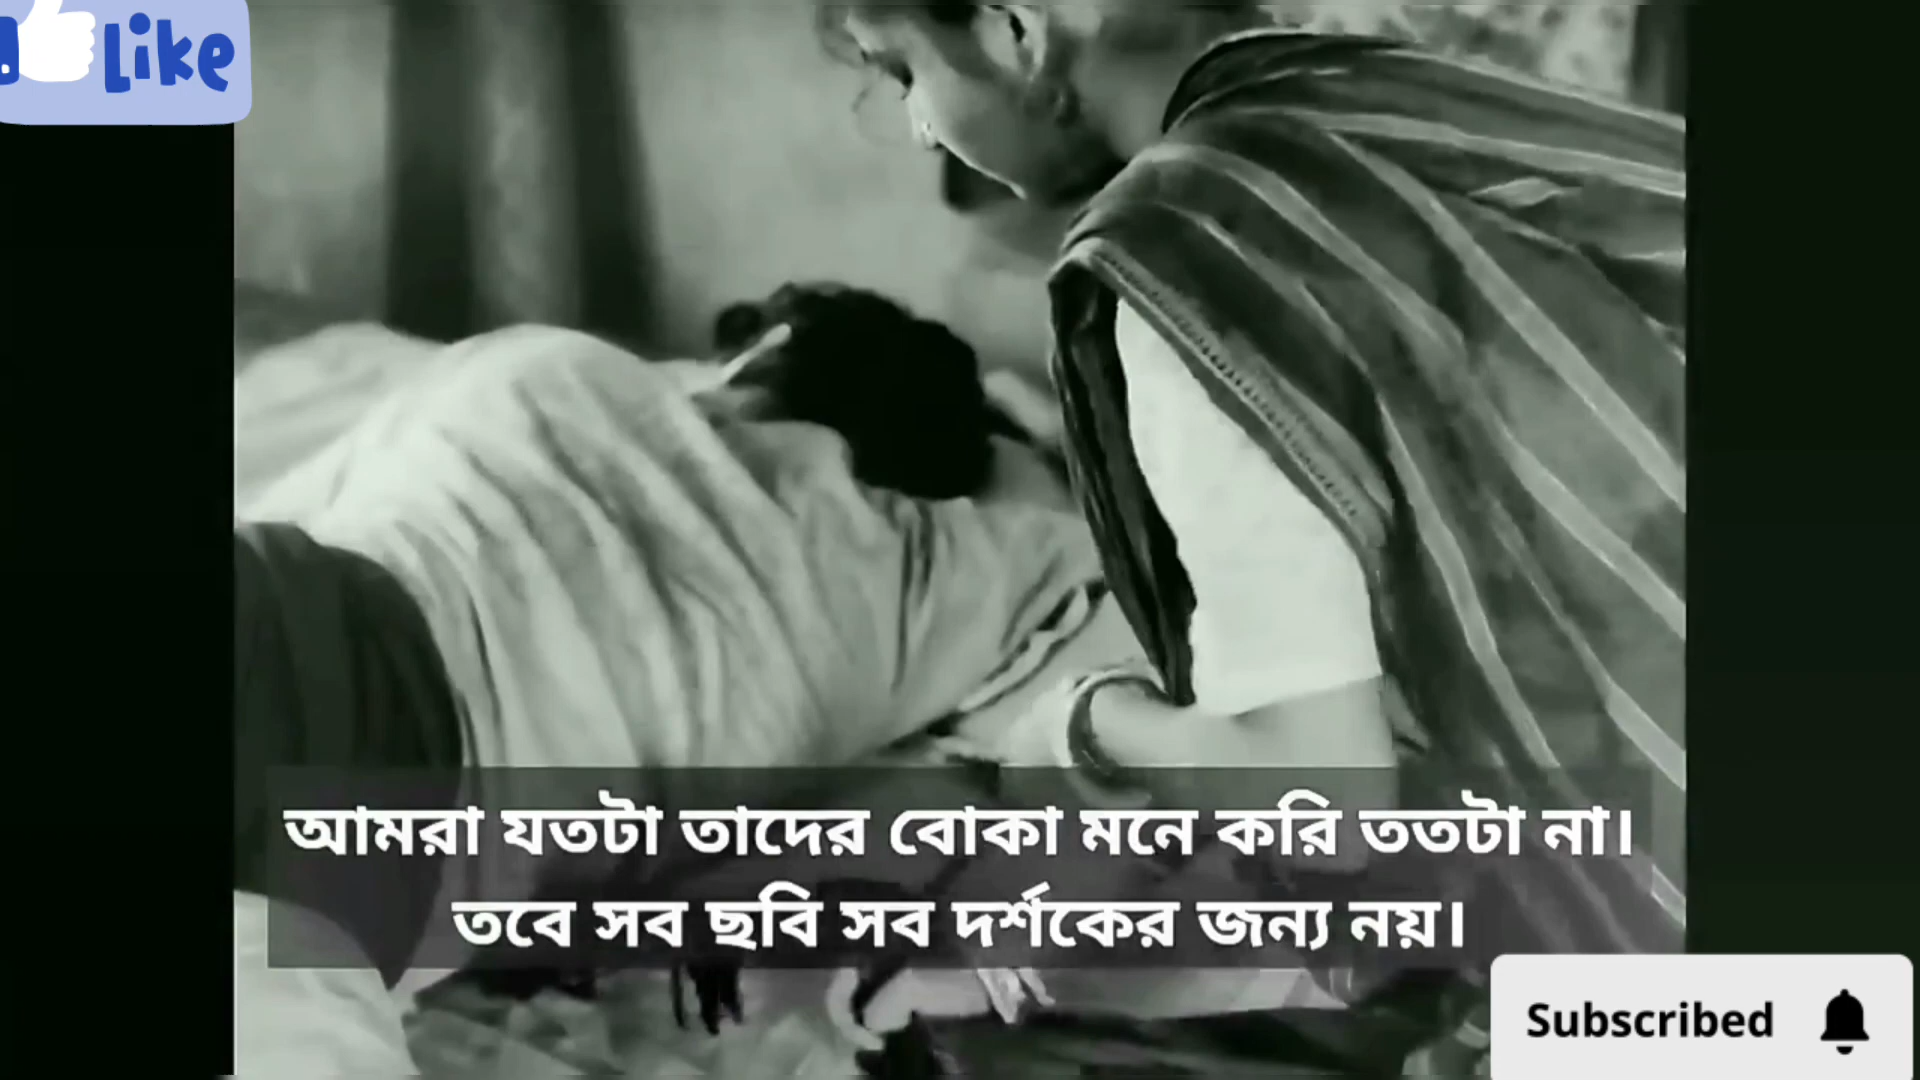 Like
আমরা যতটা তাদের বোকা মনে করি ততটা না।
তবে সব ছবি সব দর্শকের জন্য নয়।
Subscribed